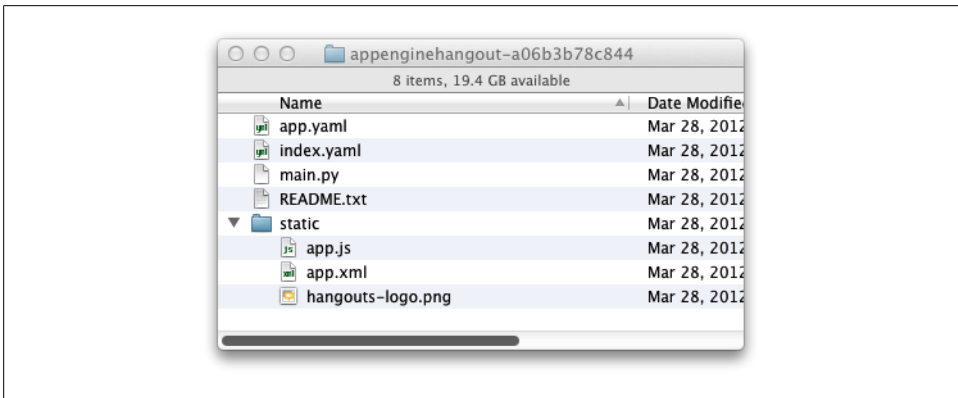 appenginehangout-a06b3b78c844
8 items, 19.4 GB available
Name Date Modifie
app.yaml Mar 28, 2012
index.yaml Mar 28, 2012
main.py Mar 28, 2012
README.txt Mar 28, 2012
static Mar 28, 2012
app.js Mar 28, 2012
app.xml Mar 28, 2012
hangouts-logo.png Mar 28, 2012